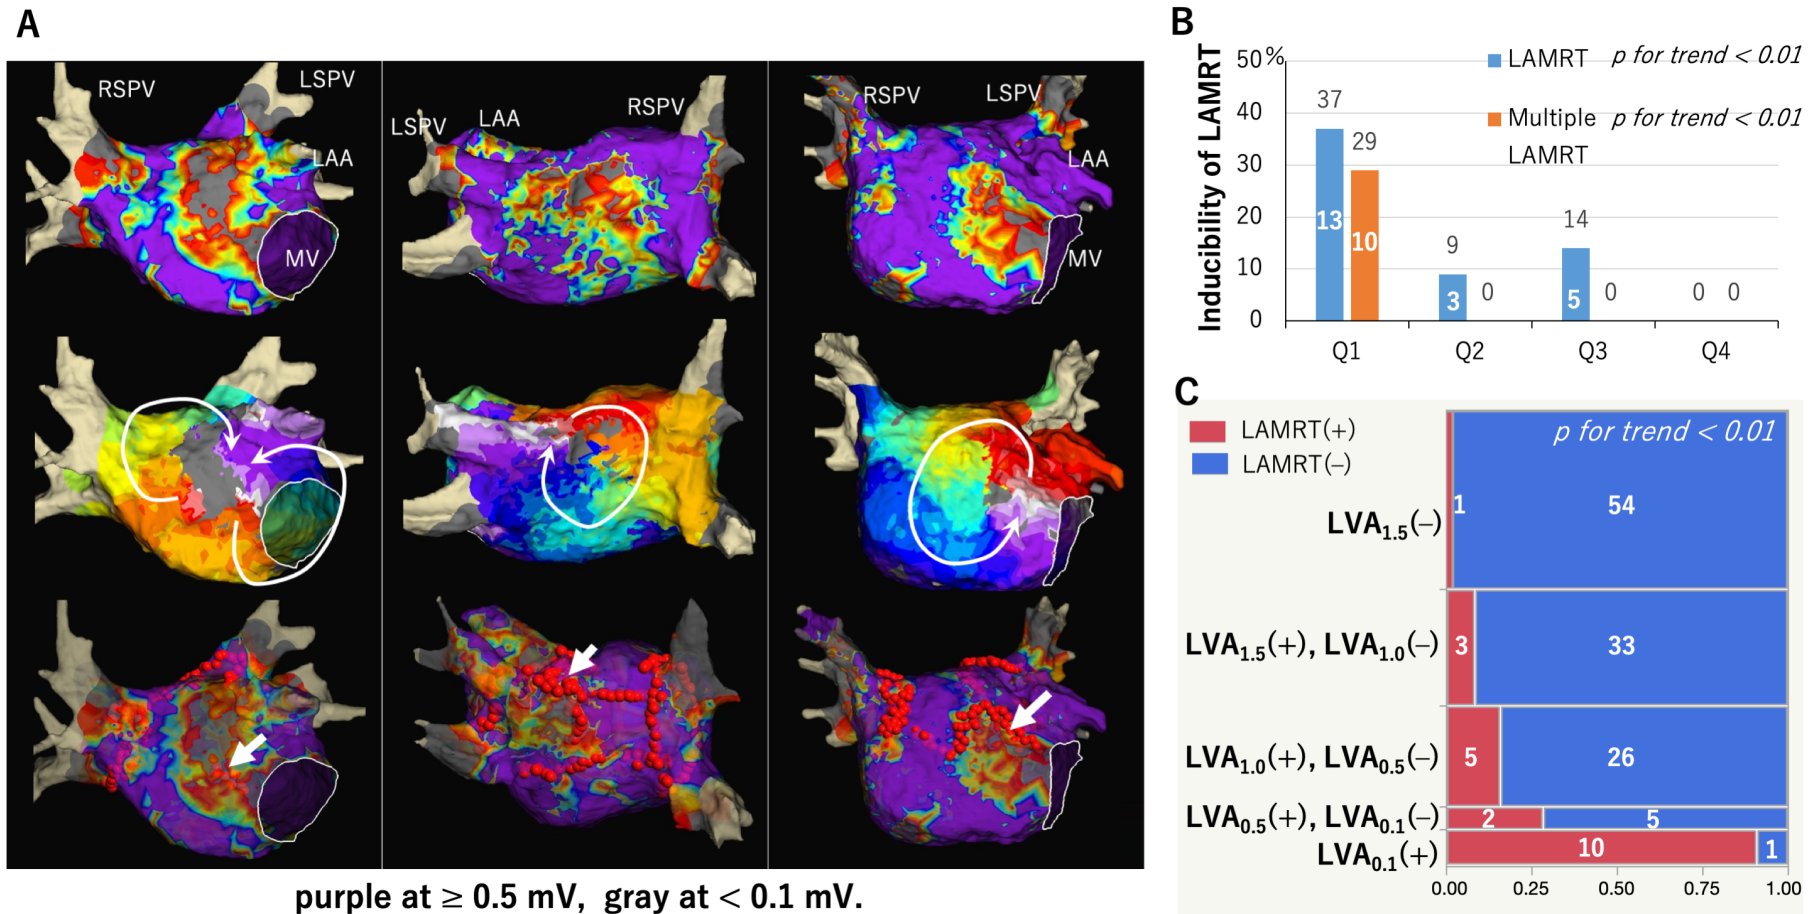 A
RSPV
LSPV
LAA
MV
LSPV
LAA
RSPV
RSPV
LSPV
LAA
MV
purple at ≥ 0.5 mV, gray at < 0.1 mV.
B
Inducibility of LAMRT
50%
40
30
20
10
0
LAMRT p for trend < 0.01
Multiple LAMRT p for trend < 0.01
37
29
13
10
9
0
3
14
0
5
0 0
Q1 Q2 Q3 Q4
C
LAMRT(+)
LAMRT(–)
p for trend < 0.01
LVA1.5(–)
1 54
LVA1.5(+), LVA1.0(–)
3 33
LVA1.0(+), LVA0.5(–)
5 26
LVA0.5(+), LVA0.1(–)
2 5
LVA0.1(+)
10 1
0.00 0.25 0.50 0.75 1.00